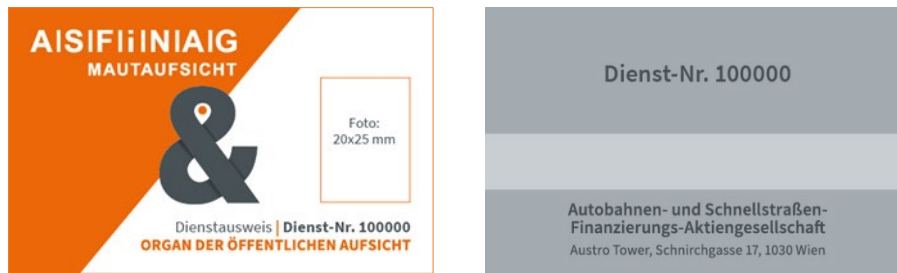 A|S|F|i|N|A|G
MAUTAUFSICHT
&
Foto:
20x25 mm
Dienstausweis | Dienst-Nr. 100000
ORGAN DER ÖFFENTLICHEN AUFSICHT
Dienst-Nr. 100000
Autobahnen- und Schnellstraßen-
Finanzierungs-Aktiengesellschaft
Austro Tower, Schnirchgasse 17, 1030 Wien